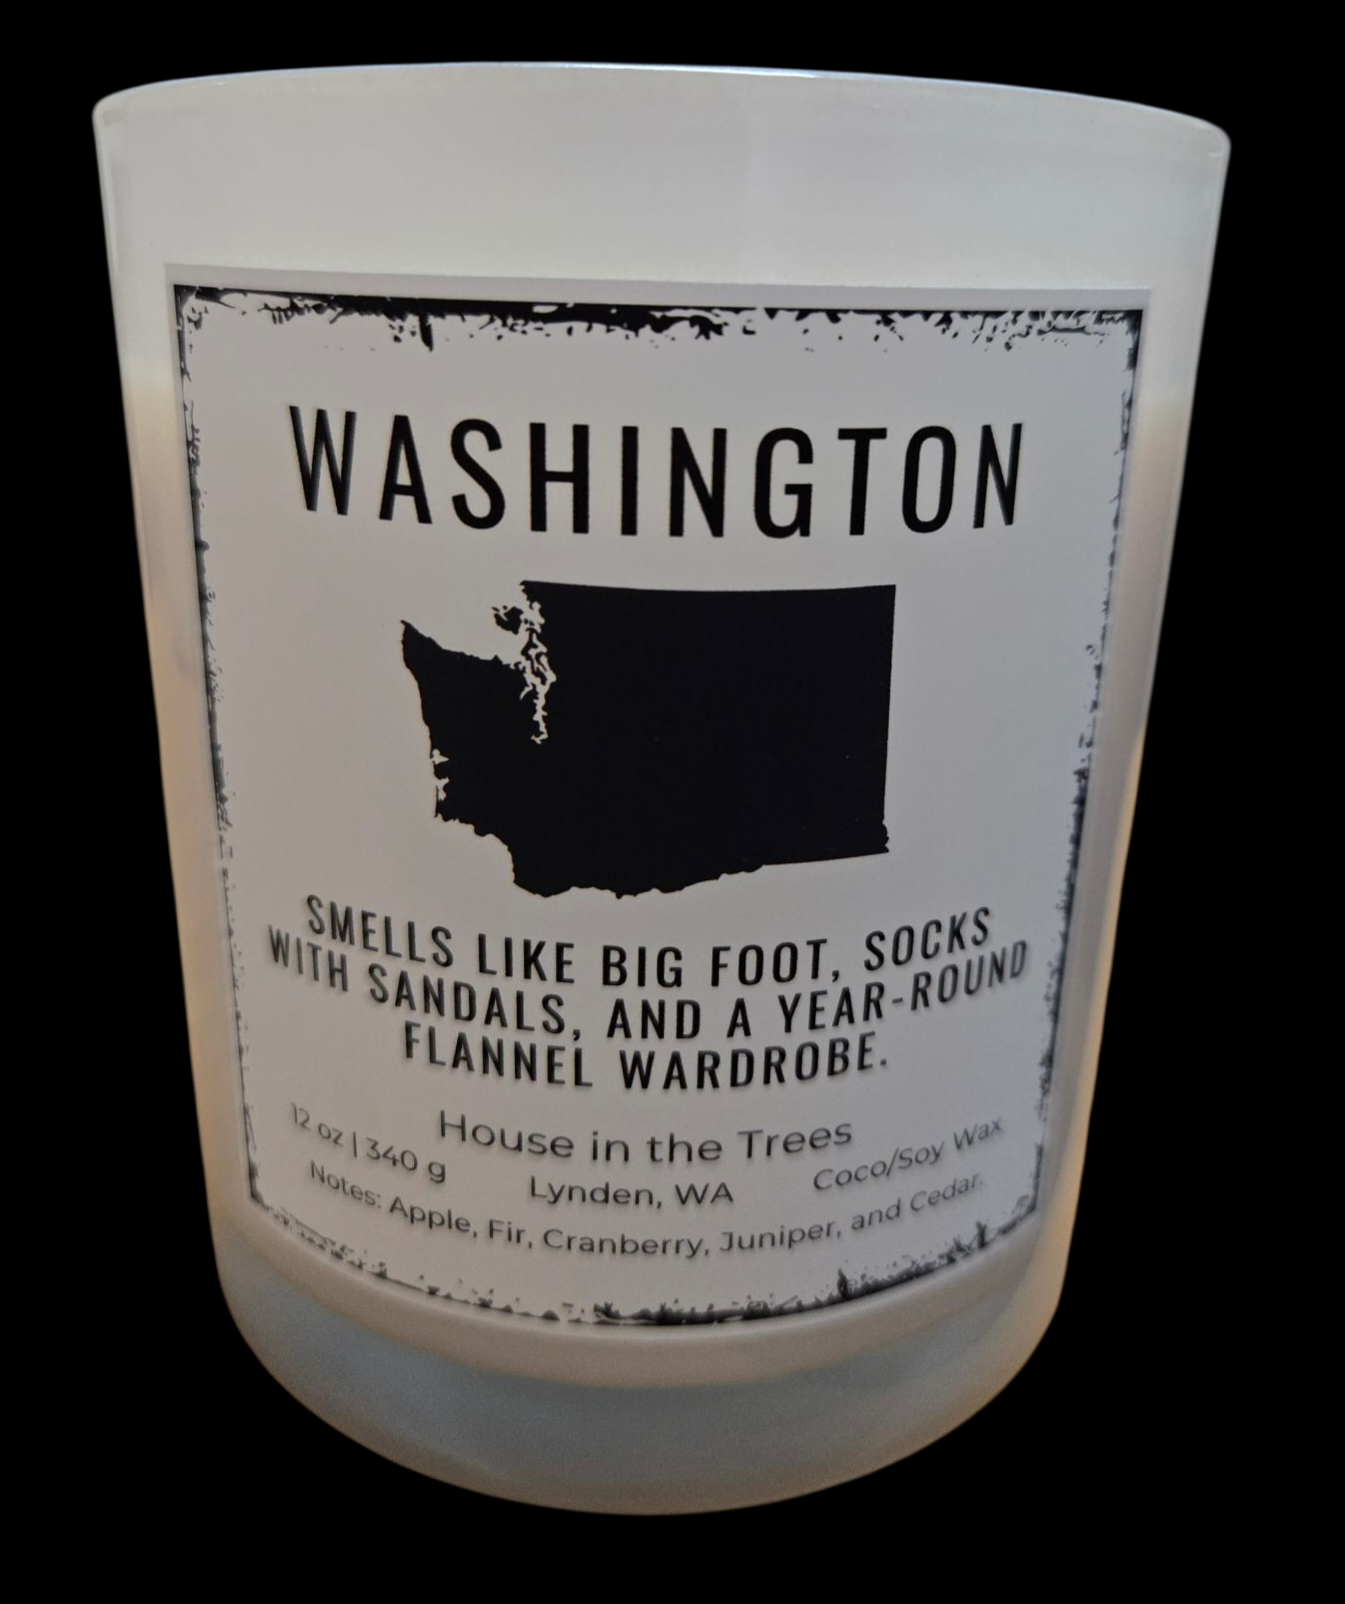 WASHINGTON
SMELLS LIKE BIG FOOT, SOCKS
WITH SANDALS, AND A YEAR-ROUND
FLANNEL WARDROBE.
House in the Trees
12 oz | 340 g
Lynden, WA
Coco/Soy Wax
Notes: Apple, Fir, Cranberry, Juniper, and Cedar.